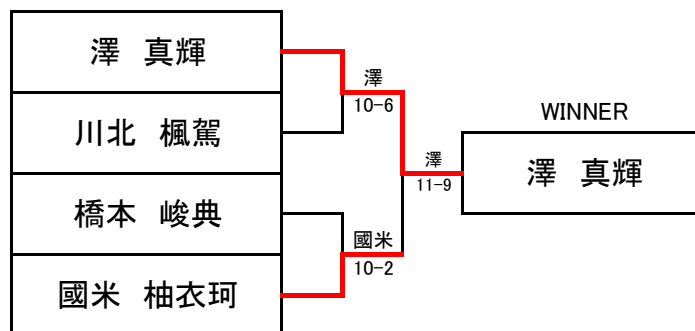 澤　真輝
川北　楓駕
橋本　峻典
國米　柚衣珂
澤
10-6
國米
10-2
澤
11-9
WINNER
澤　真輝